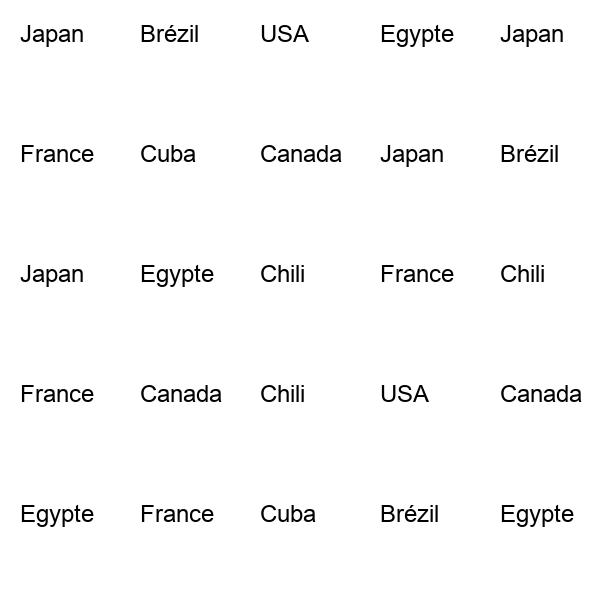 Japan Brézil USA Egypte Japan
France Cuba Canada Japan Brézil
Japan Egypte Chili France Chili
France Canada Chili USA Canada
Egypte France Cuba Brézil Egypte